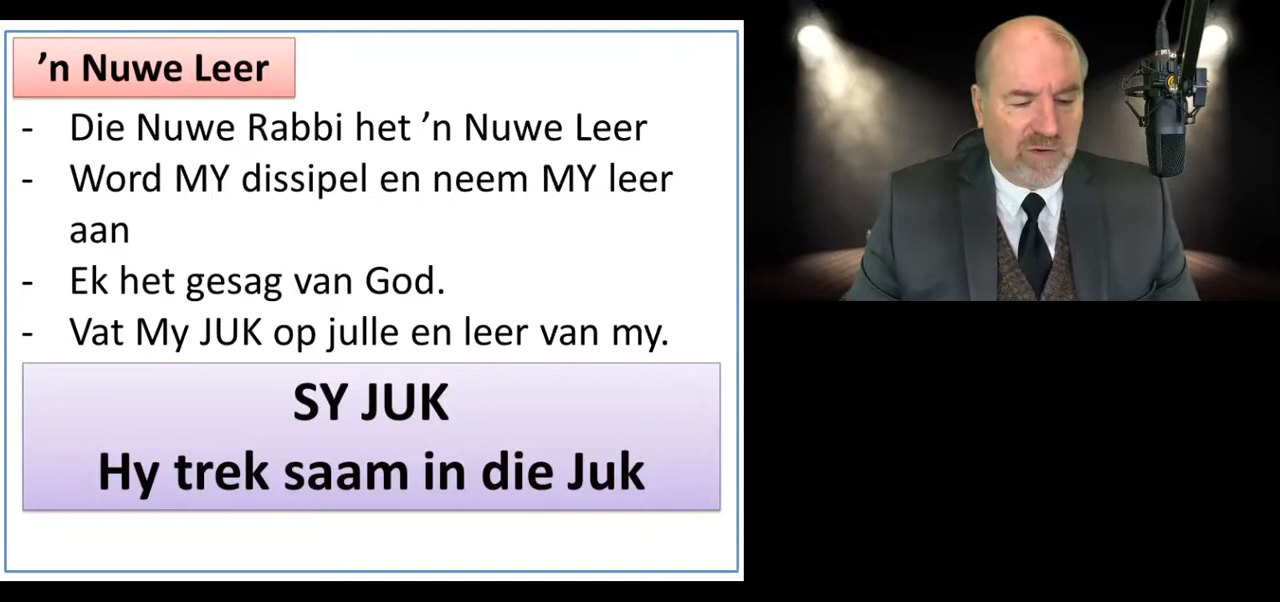 ’n Nuwe Leer
- Die Nuwe Rabbi het ’n Nuwe Leer
- Word MY dissipel en neem MY leer
aan
- Ek het gesag van God.
- Vat My JUK op julle en leer van my.
SY JUK
Hy trek saam in die Juk